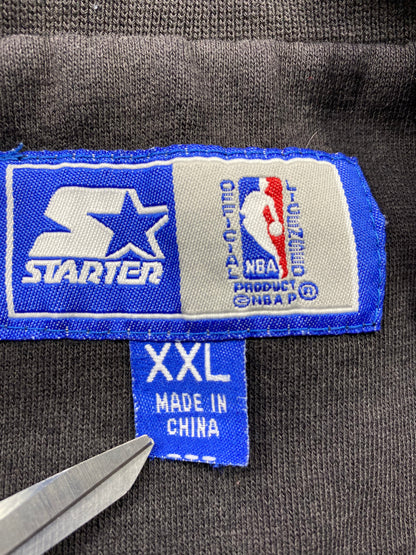 STARTER
OFFICIAL
LICENSED
NBA
PRODUCT
©NBAP®
XXL
MADE IN
CHINA